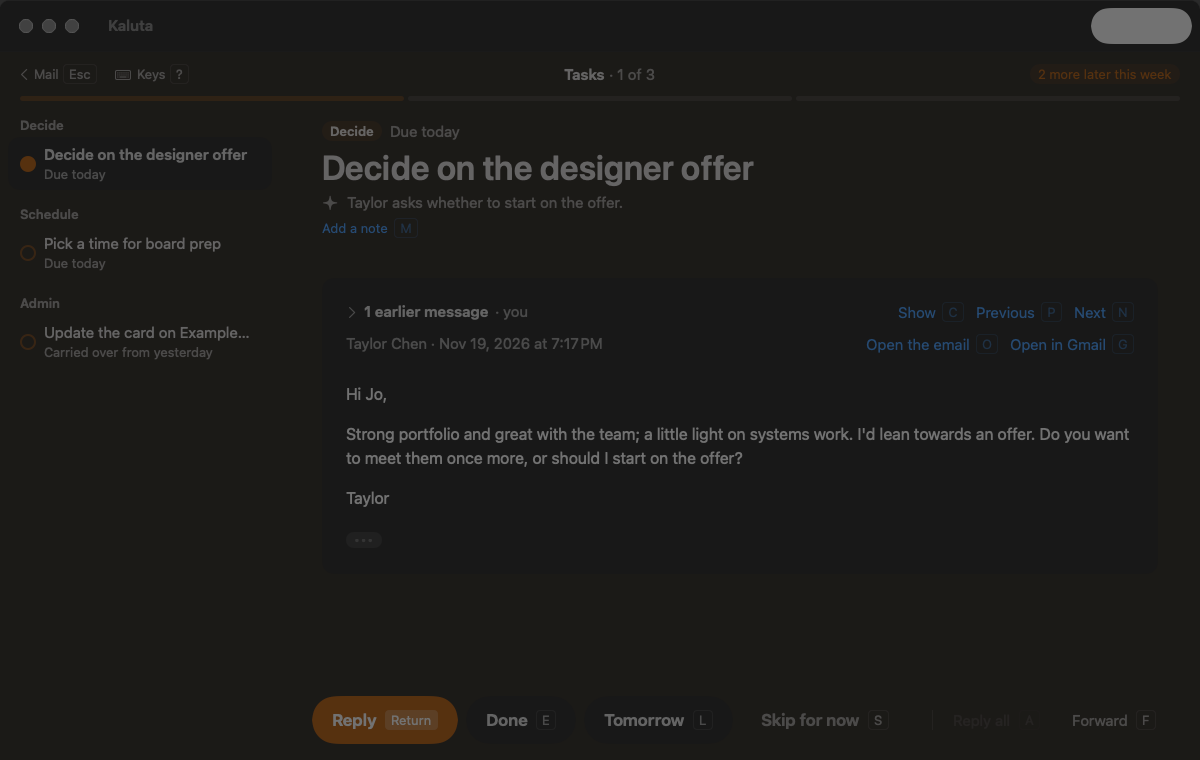 Kaluta
Mail Esc Keys ?
Tasks · 1 of 3
2 more later this week
Decide
Decide on the designer offer
Due today
Schedule
Pick a time for board prep
Due today
Admin
Update the card on Example...
Carried over from yesterday
Decide Due today
Decide on the designer offer
Taylor asks whether to start on the offer.
Add a note M
1 earlier message · you
Show C Previous P Next N
Taylor Chen · Nov 19, 2026 at 7:17 PM
Open the email O Open in Gmail G
Hi Jo,
Strong portfolio and great with the team; a little light on systems work. I'd lean towards an offer. Do you want
to meet them once more, or should I start on the offer?
Taylor
Reply Return Done E Tomorrow L Skip for now S Reply all A Forward F